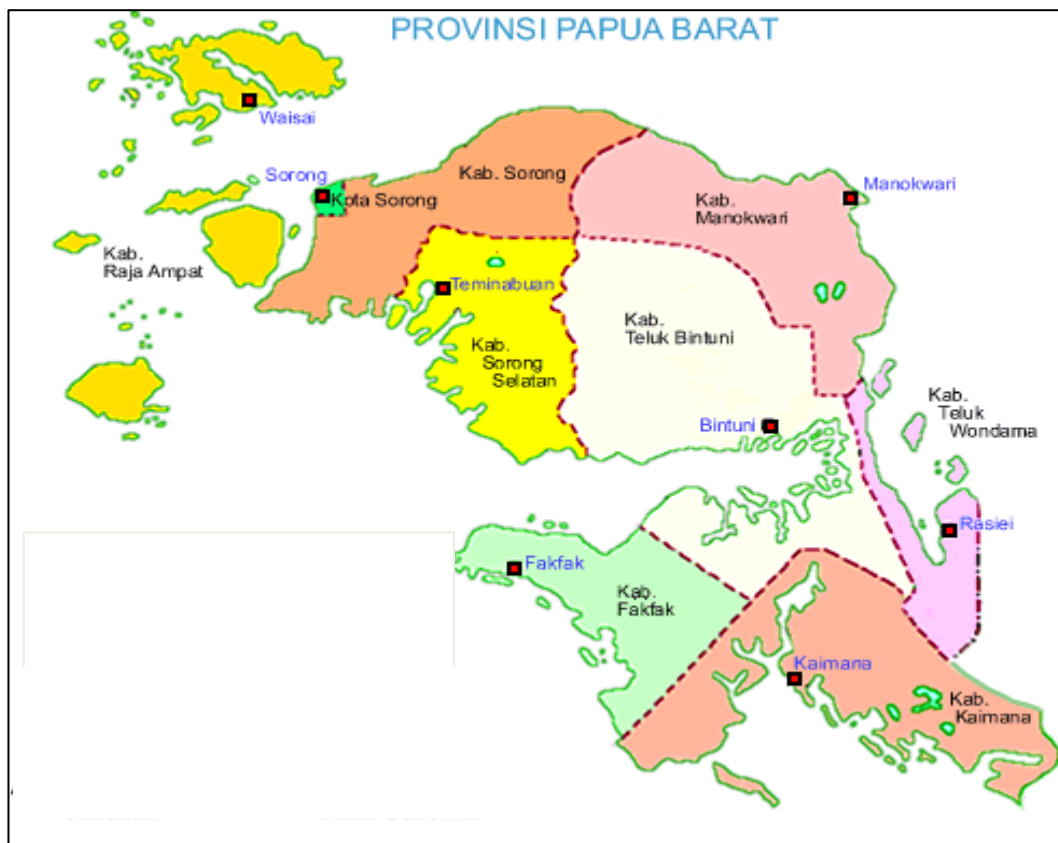 PROVINSI PAPUA BARAT
Waisai
Sorong
Kota Sorong
Kab. Sorong
Kab.
Manokwari
Manokwari
Kab.
Raja Ampat
Teminabuan
Kab.
Sorong
Selatan
Kab.
Teluk Bintuni
Bintuni
Kab.
Teluk
Wondama
Rasiei
Fakfak
Kab.
Fakfak
Kaimana
Kab.
Kaimana